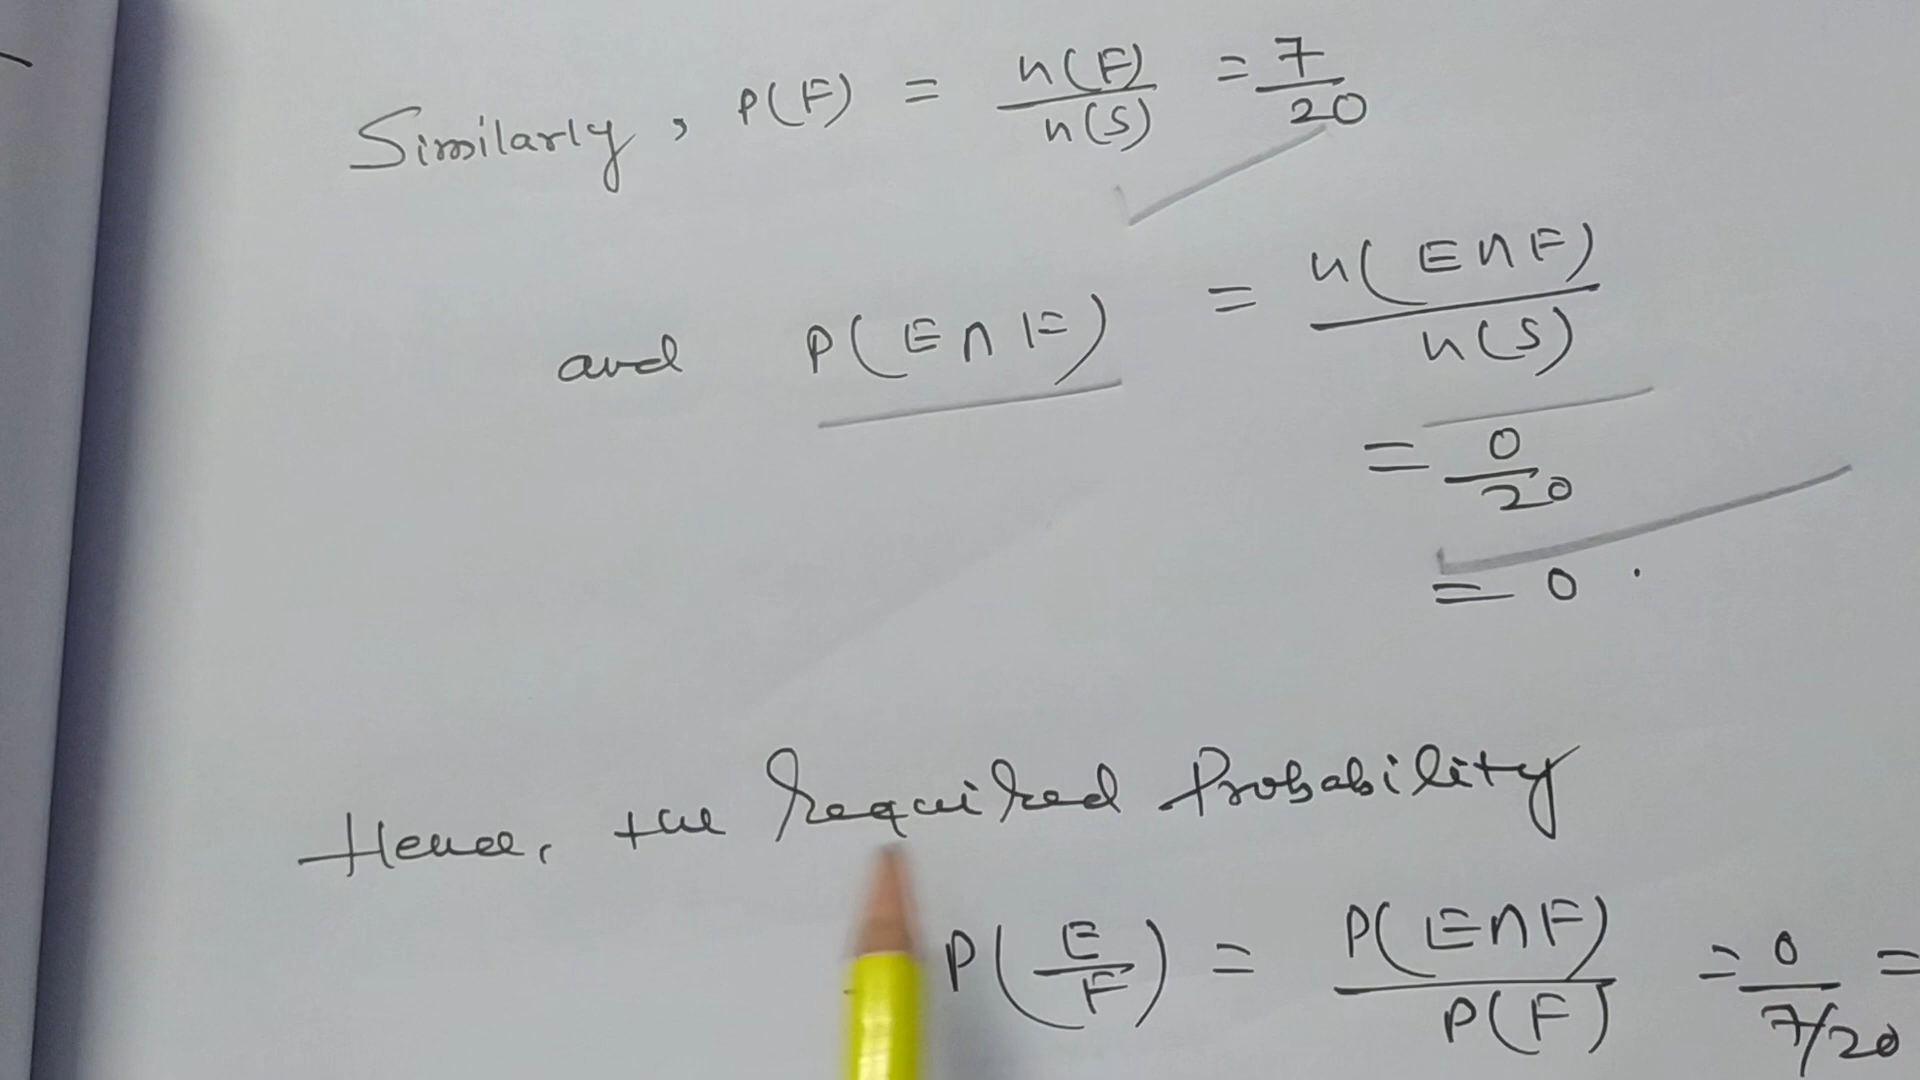 Similarly, P(F) = n(F)/n(S) = 7/20
and P(E∩F) = n(E∩F)/n(S)
= 0/20
= 0.
Hence, the required Probability
P(E/F) = P(E∩F)/P(F) = 0/7/20 =